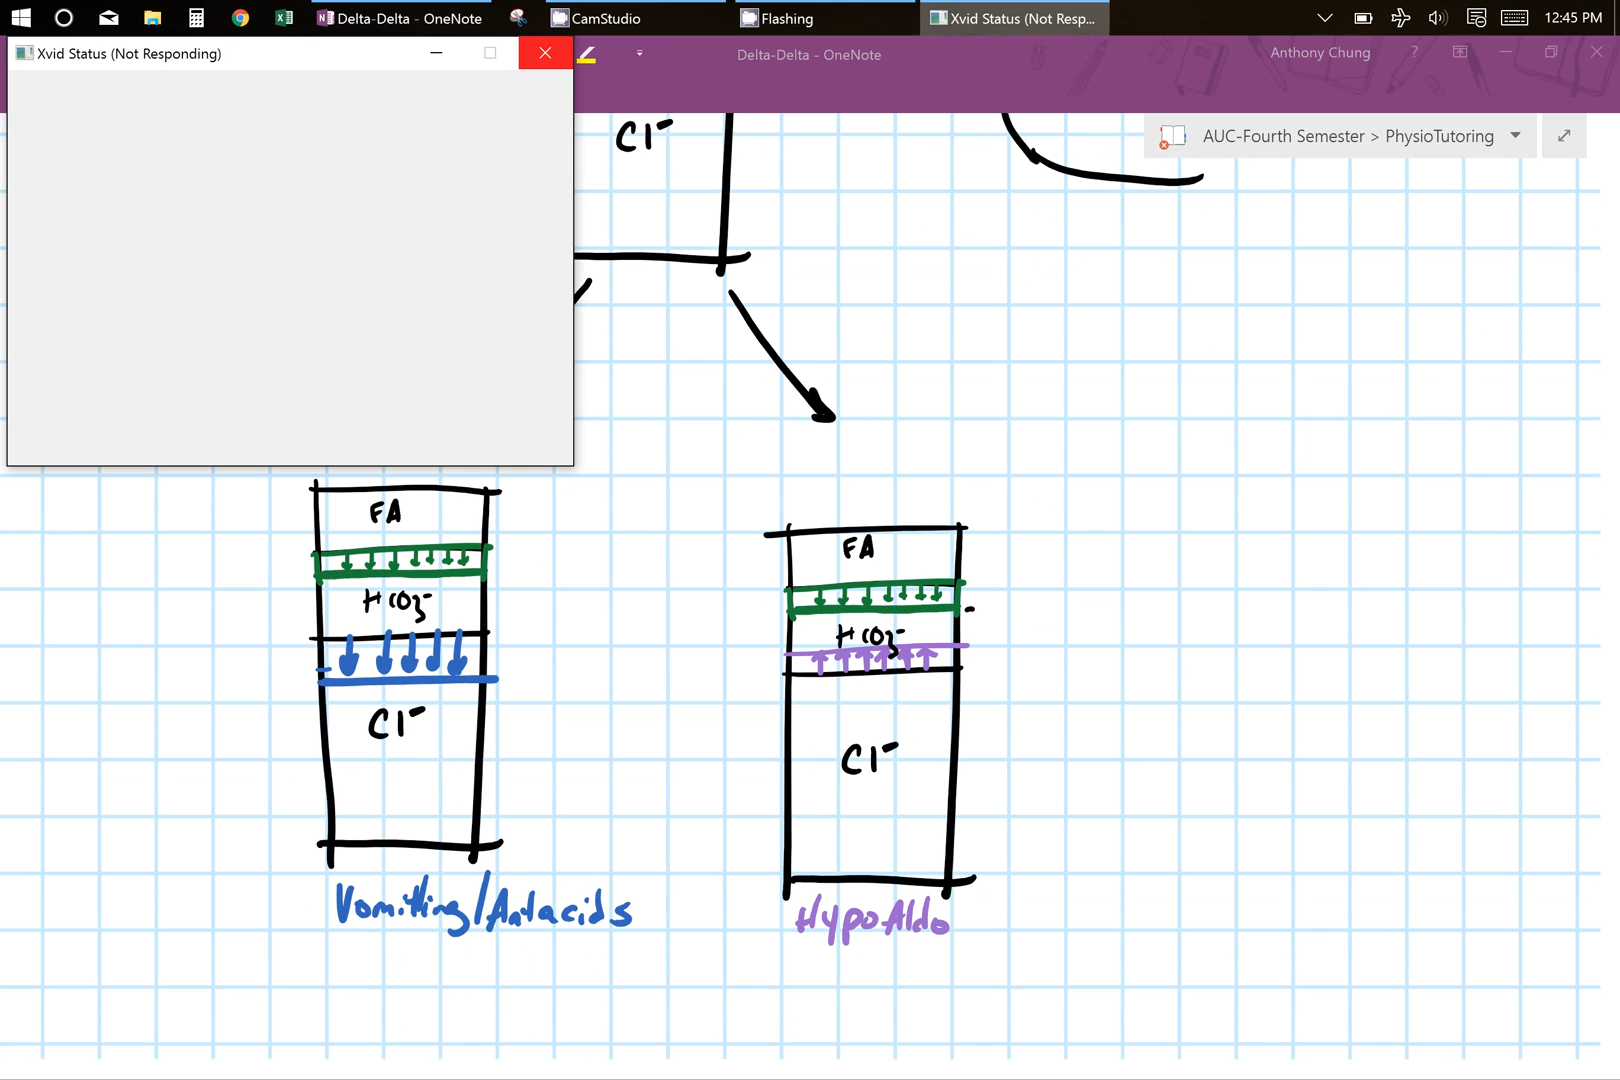 Delta-Delta - OneNote
CamStudio
Flashing
Xvid Status (Not Resp...
12:45 PM
Xvid Status (Not Responding)
Delta-Delta - OneNote
Anthony Chung
?
AUC-Fourth Semester > PhysioTutoring
Cl-
FA
HCO3-
Cl-
Vomitting/Antacids
FA
HCO3-
Cl-
HypoAldo